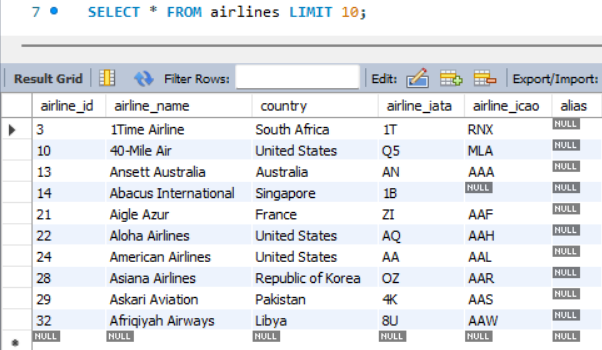 7 SELECT * FROM airlines LIMIT 10;
Result Grid Filter Rows: Edit: Export/Import:
airline_id airline_name country airline_iata airline_icao alias
3 1Time Airline South Africa 1T RNX NULL
10 40-Mile Air United States Q5 MLA NULL
13 Ansett Australia Australia AN AAA NULL
14 Abacus International Singapore 1B NULL NULL
21 Aigle Azur France ZI AAF NULL
22 Aloha Airlines United States AQ AAH NULL
24 American Airlines United States AA AAL NULL
28 Asiana Airlines Republic of Korea OZ AAR NULL
29 Askari Aviation Pakistan 4K AAS NULL
32 Afriqiyah Airways Libya 8U AAW NULL
NULL NULL NULL NULL NULL NULL